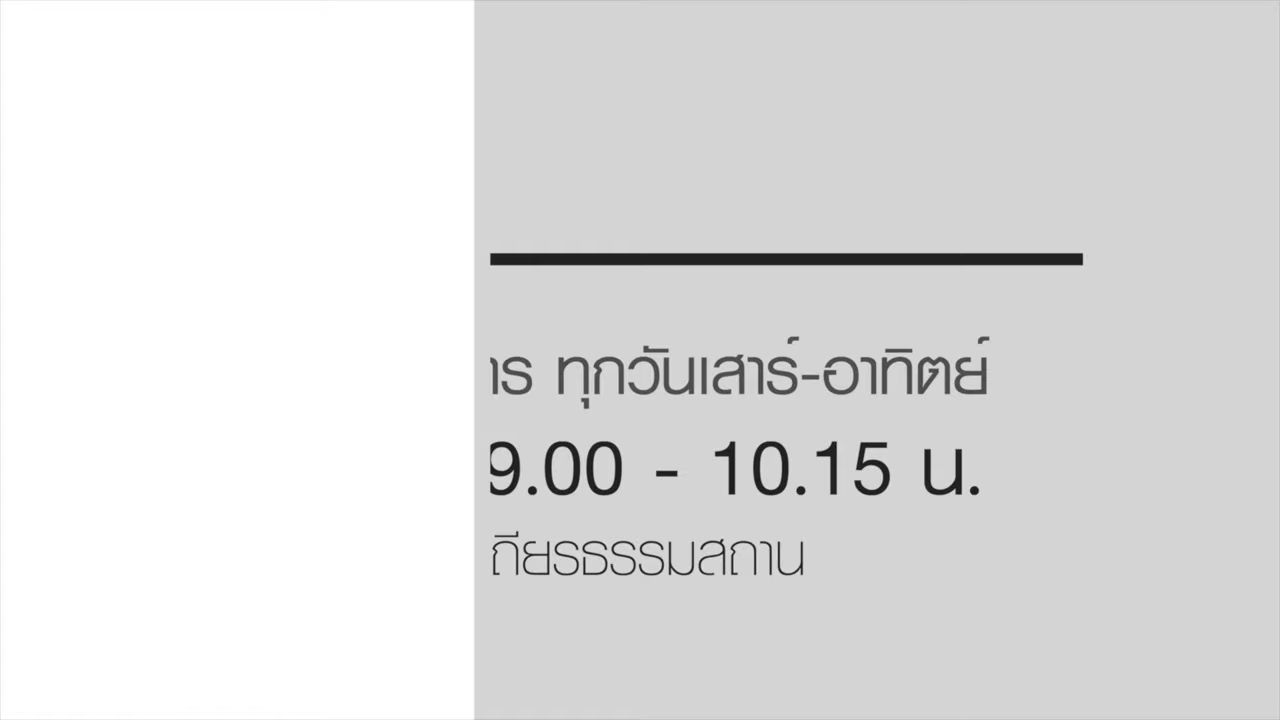 าร ทุกวันเสาร์-อาทิตย์
9.00 - 10.15 น.
ถียรธรรมสถาน